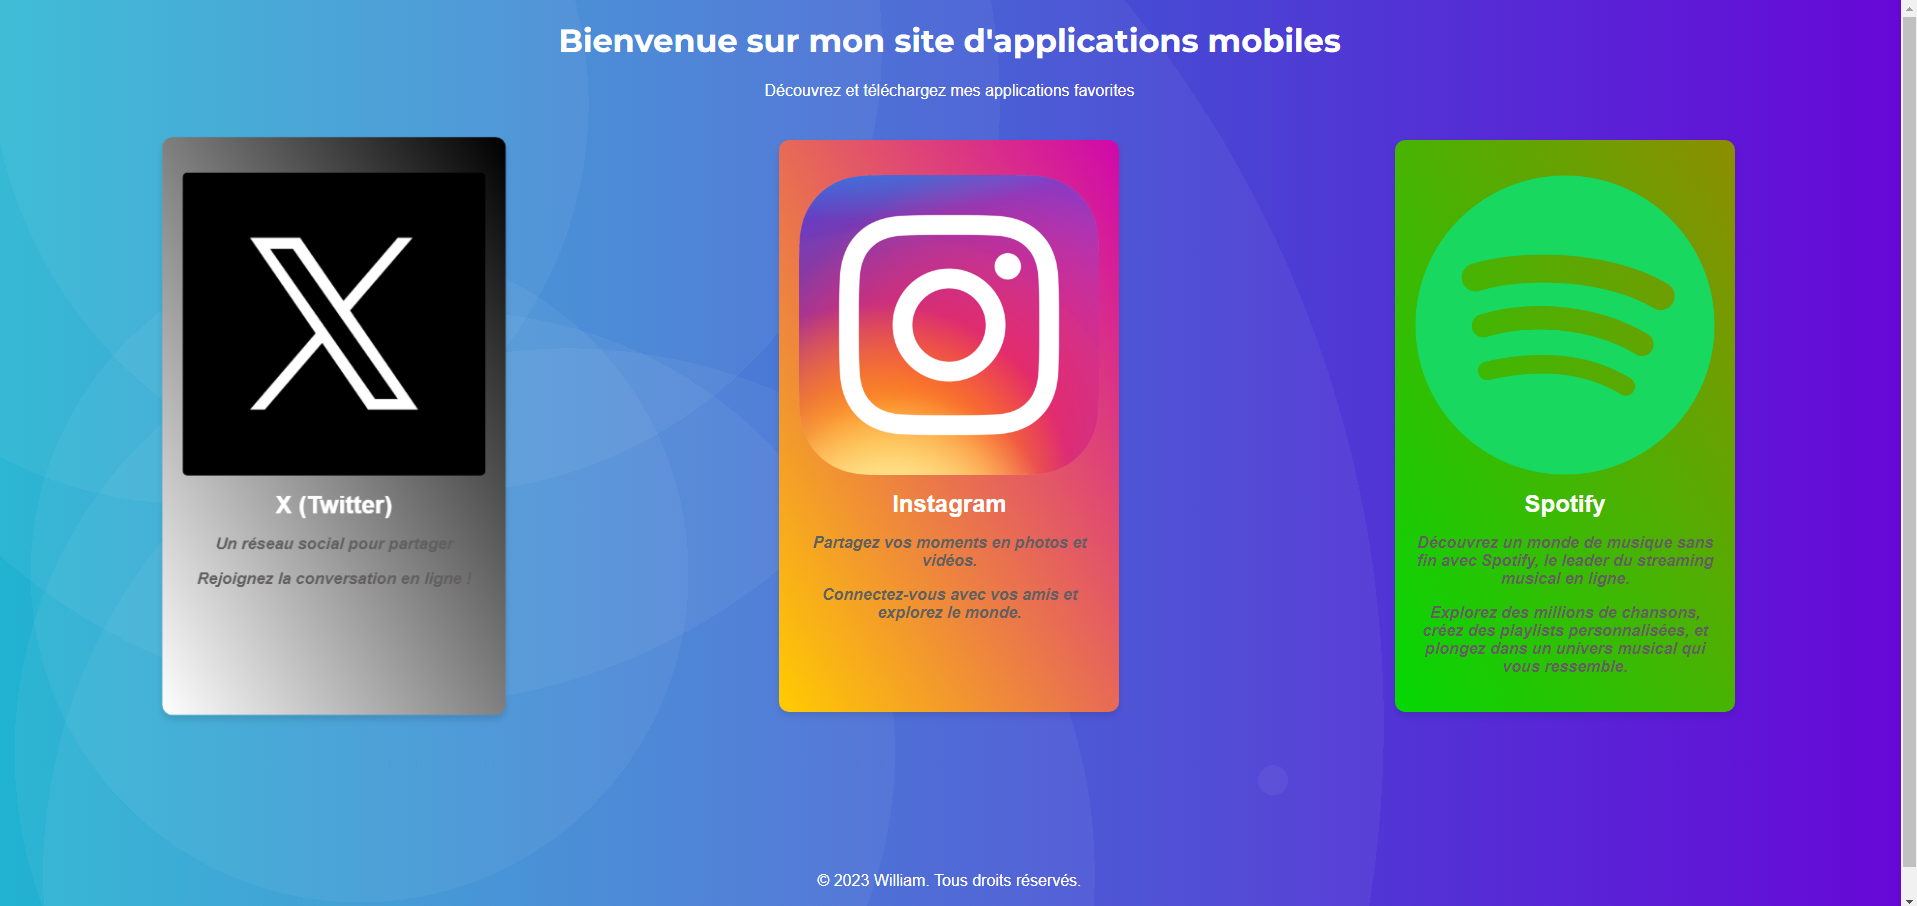 Bienvenue sur mon site d'applications mobiles
Découvrez et téléchargez mes applications favorites
X (Twitter)
Un réseau social pour partager
Rejoignez la conversation en ligne !
Instagram
Partagez vos moments en photos et
vidéos.
Connectez-vous avec vos amis et
explorez le monde.
Spotify
Découvrez un monde de musique sans
fin avec Spotify, le leader du streaming
musical en ligne.
Explorez des millions de chansons,
créez des playlists personnalisées, et
plongez dans un univers musical qui
vous ressemble.
© 2023 William. Tous droits réservés.